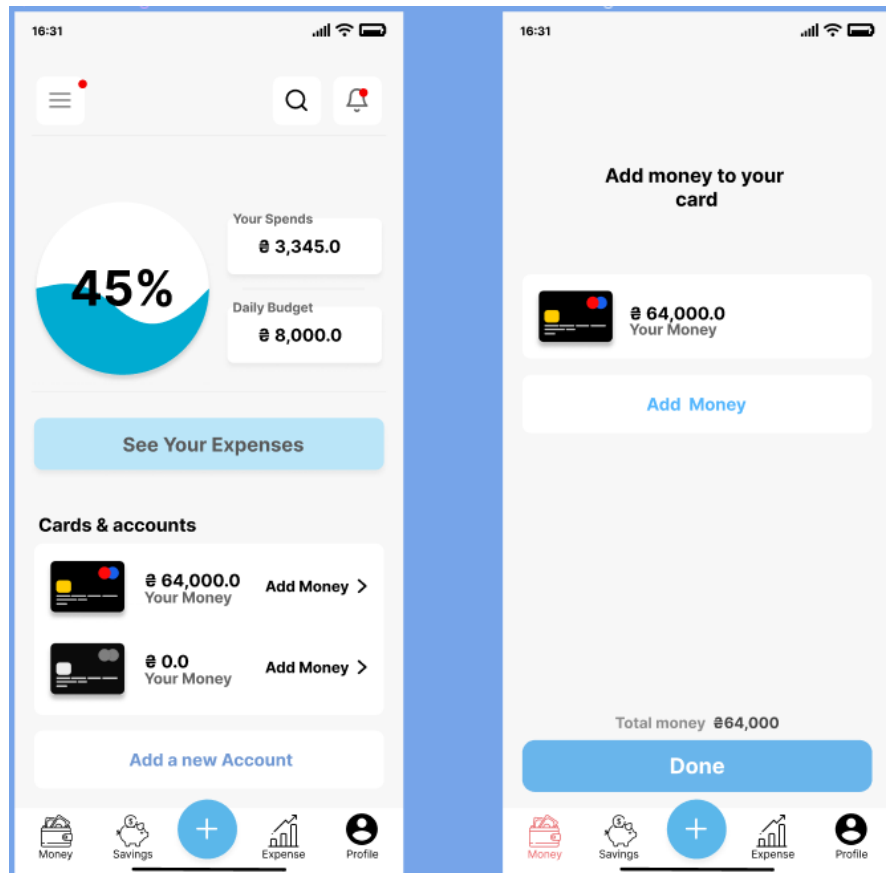 16:31
45%
Your Spends
₴ 3,345.0
Daily Budget
₴ 8,000.0
See Your Expenses
Cards & accounts
₴ 64,000.0
Your Money
Add Money >
₴ 0.0
Your Money
Add Money >
Add a new Account
Money
Savings
Expense
Profile
16:31
Add money to your
card
₴ 64,000.0
Your Money
Add Money
Total money ₴64,000
Done
Money
Savings
Expense
Profile